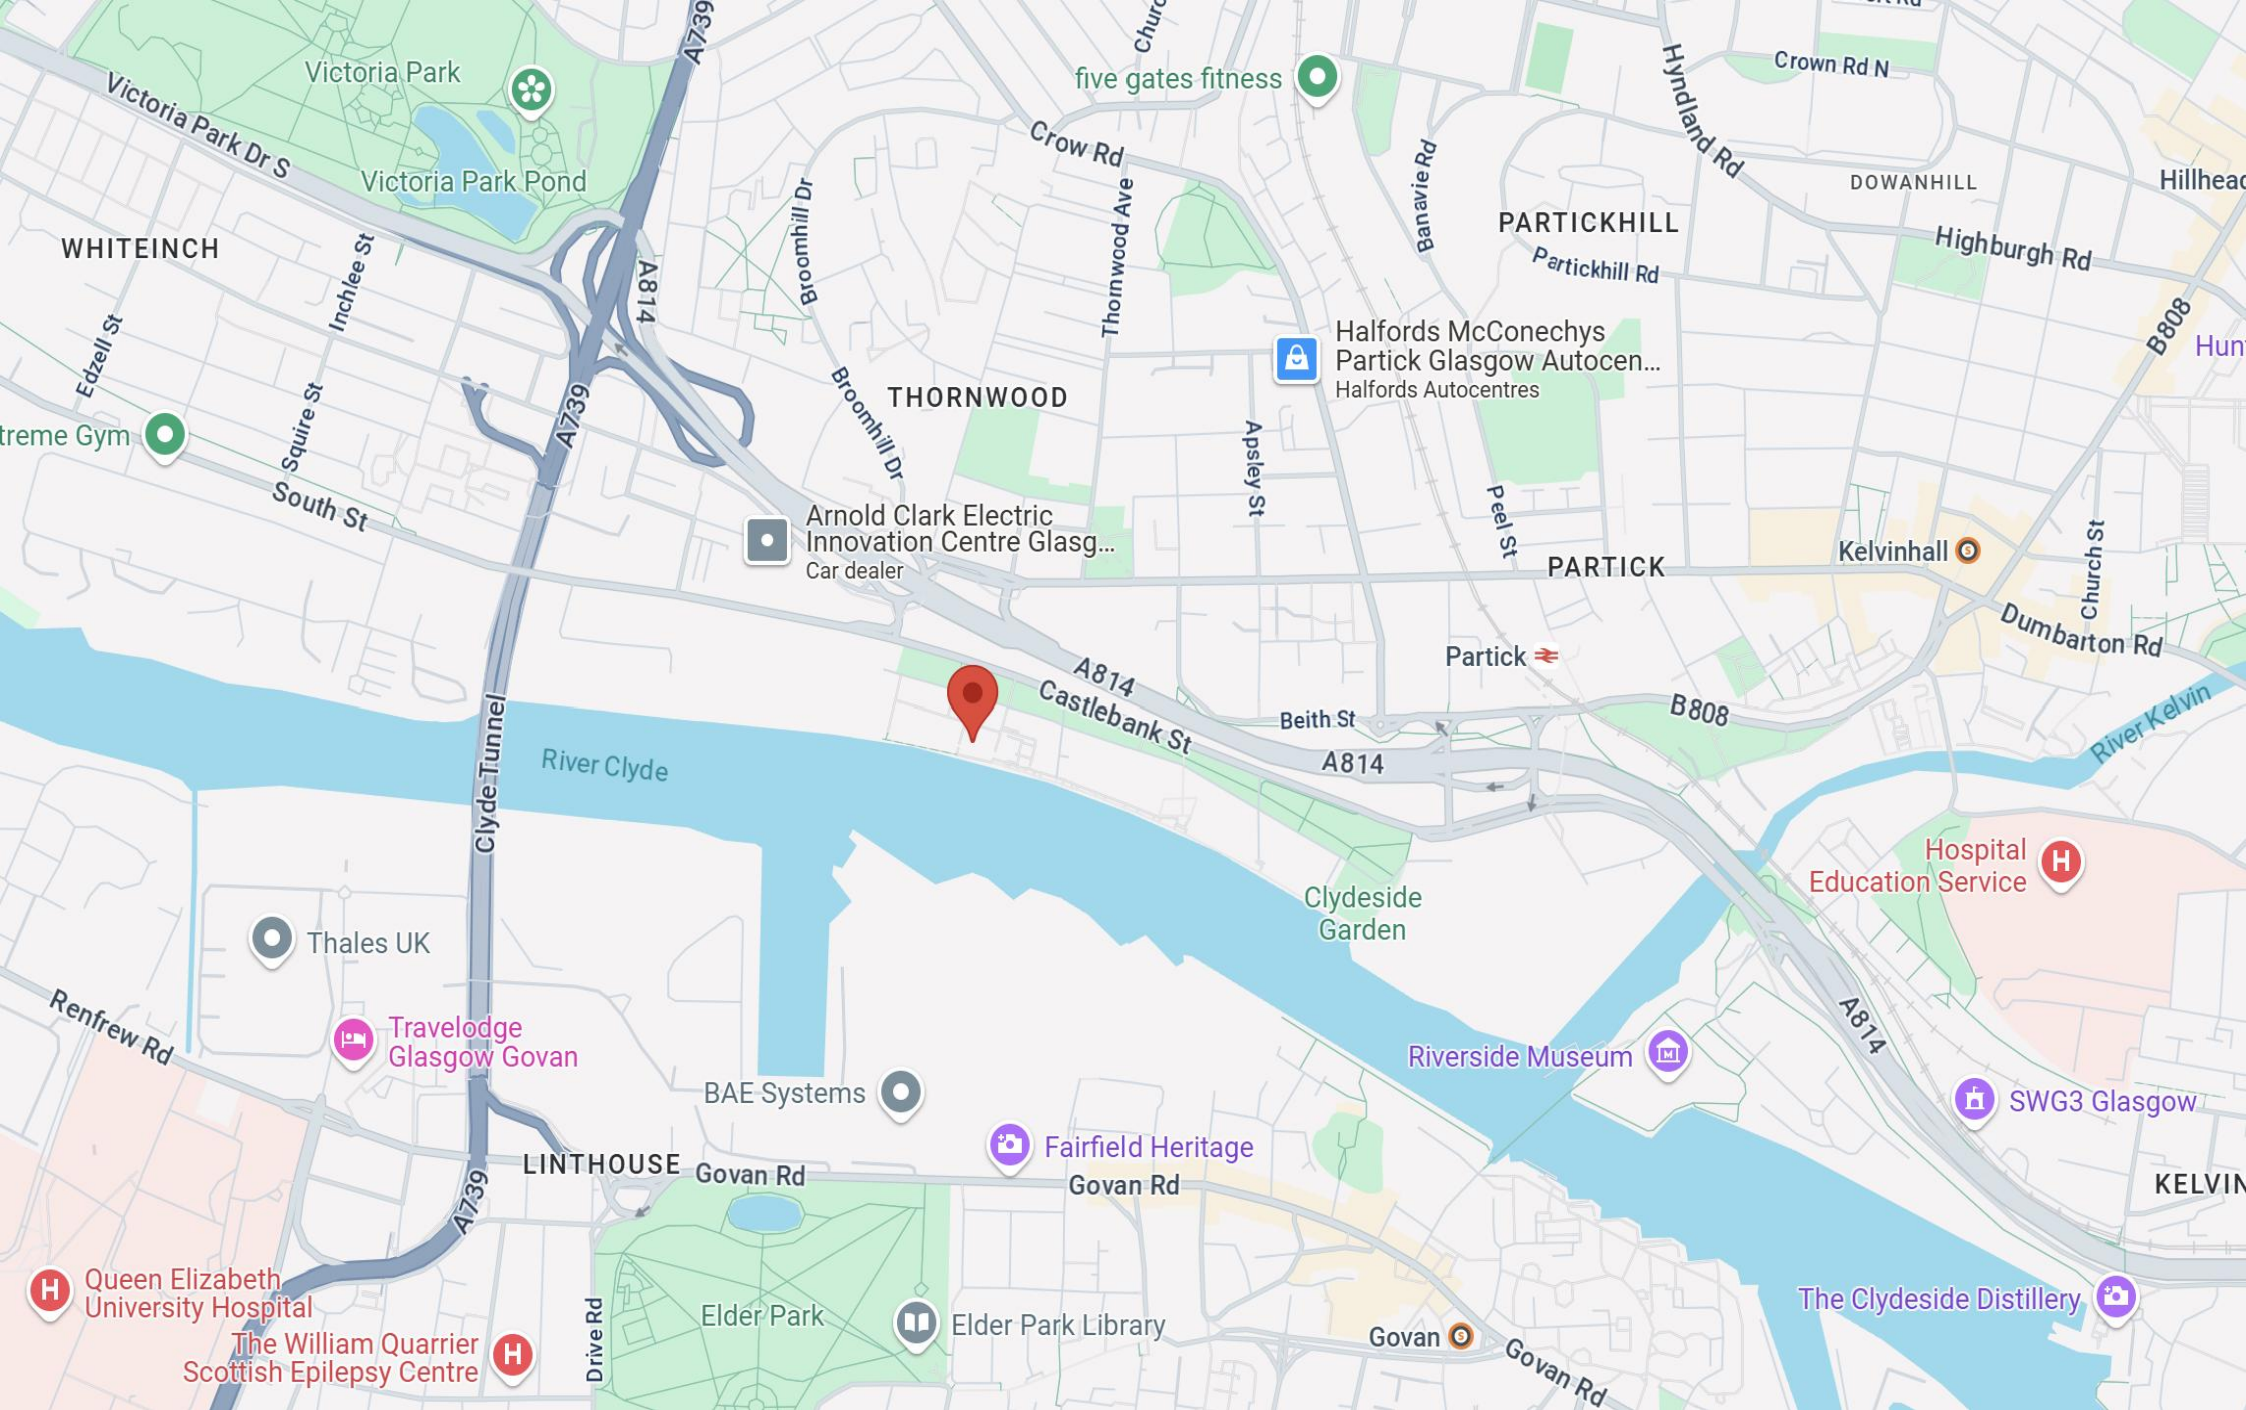 A739
Churc
Victoria Park
five gates fitness
Crown Rd N
Hyndland Rd
Victoria Park Dr S
Crow Rd
Victoria Park Pond
Banavie Rd
DOWANHILL
Hillhead
PARTICKHILL
WHITEINCH
Broomhill Dr
Thornwood Ave
Partickhill Rd
Highburgh Rd
Inchlee St
A814
B808
Edzell St
Halfords McConechys
Partick Glasgow Autocen...
Halfords Autocentres
Hun
THORNWOOD
Squire St
A739
Broomhill Dr
treme Gym
Apsley St
South St
Peel St
Arnold Clark Electric
Innovation Centre Glasg...
Car dealer
PARTICK
Kelvinhall
Church St
Dumbarton Rd
Partick
A814
Castlebank St
Beith St
B808
River Kelvin
A814
Clyde Tunnel
River Clyde
Hospital
Education Service
H
Clydeside
Garden
Thales UK
Renfrew Rd
Travelodge
Glasgow Govan
A814
Riverside Museum
BAE Systems
SWG3 Glasgow
Fairfield Heritage
LINTHOUSE
Govan Rd
Govan Rd
KELVIN
A739
H
Queen Elizabeth
University Hospital
The William Quarrier
Scottish Epilepsy Centre
H
Drive Rd
Elder Park
Elder Park Library
Govan
Govan Rd
The Clydeside Distillery